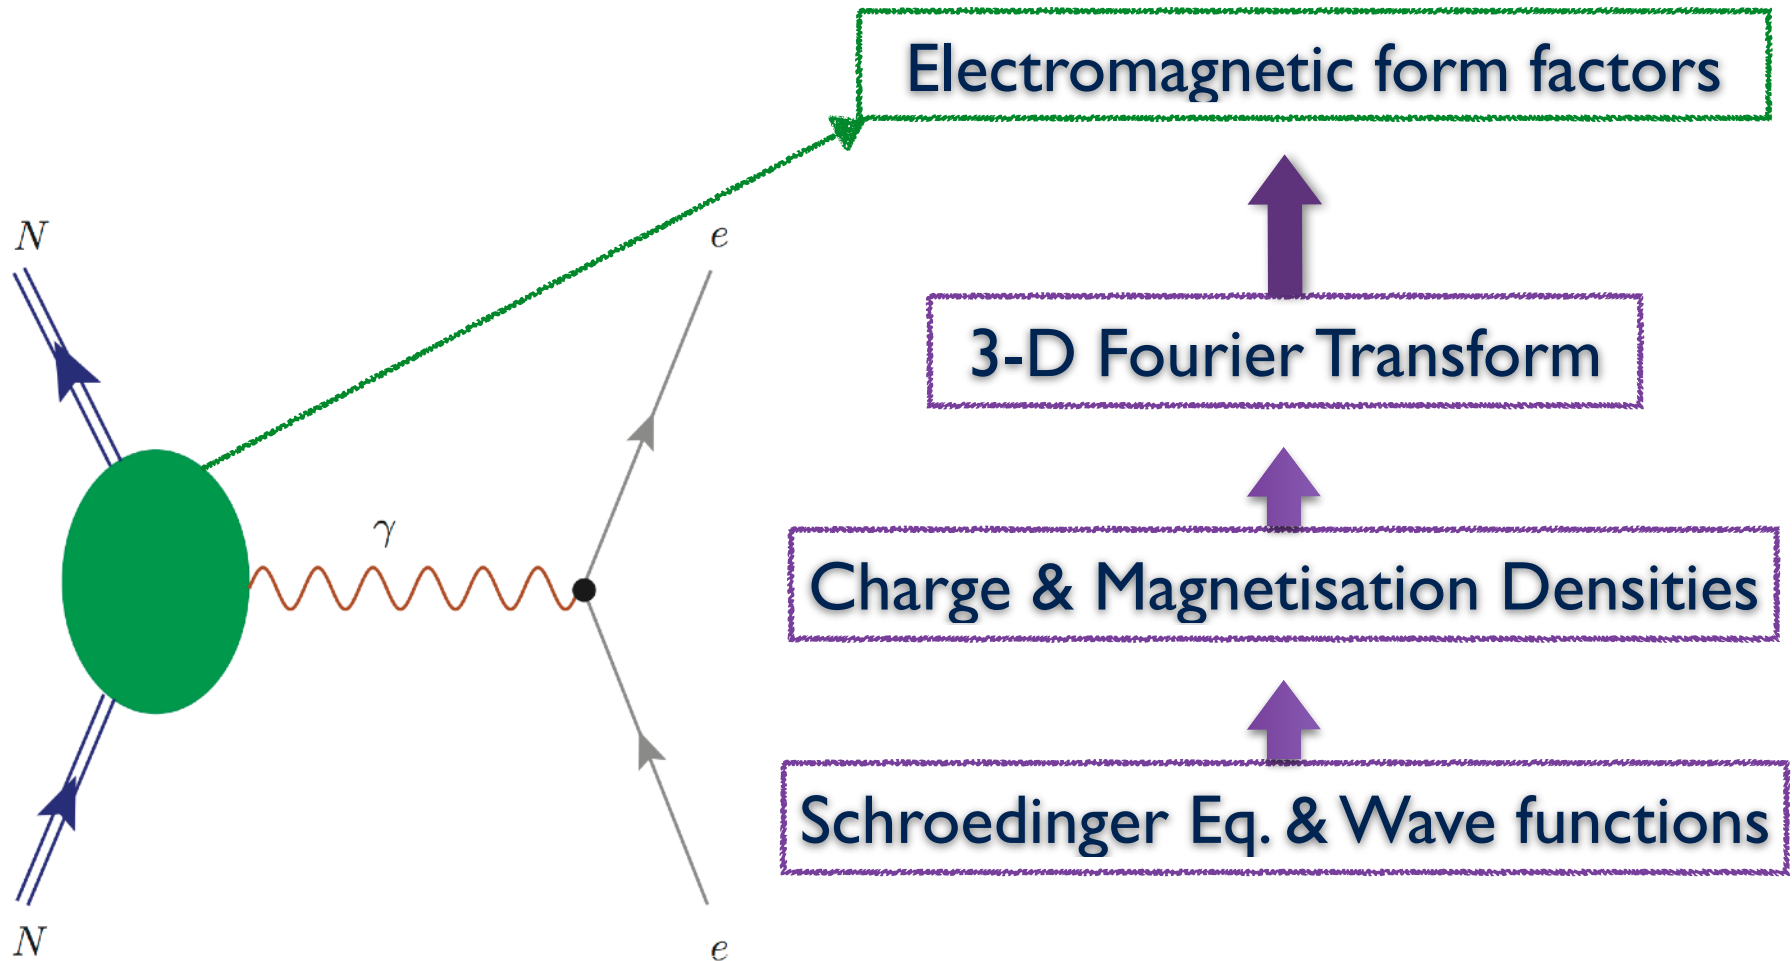 Electromagnetic form factors
N
e
3-D Fourier Transform
γ
Charge & Magnetisation Densities
Schroedinger Eq. & Wave functions
N
e